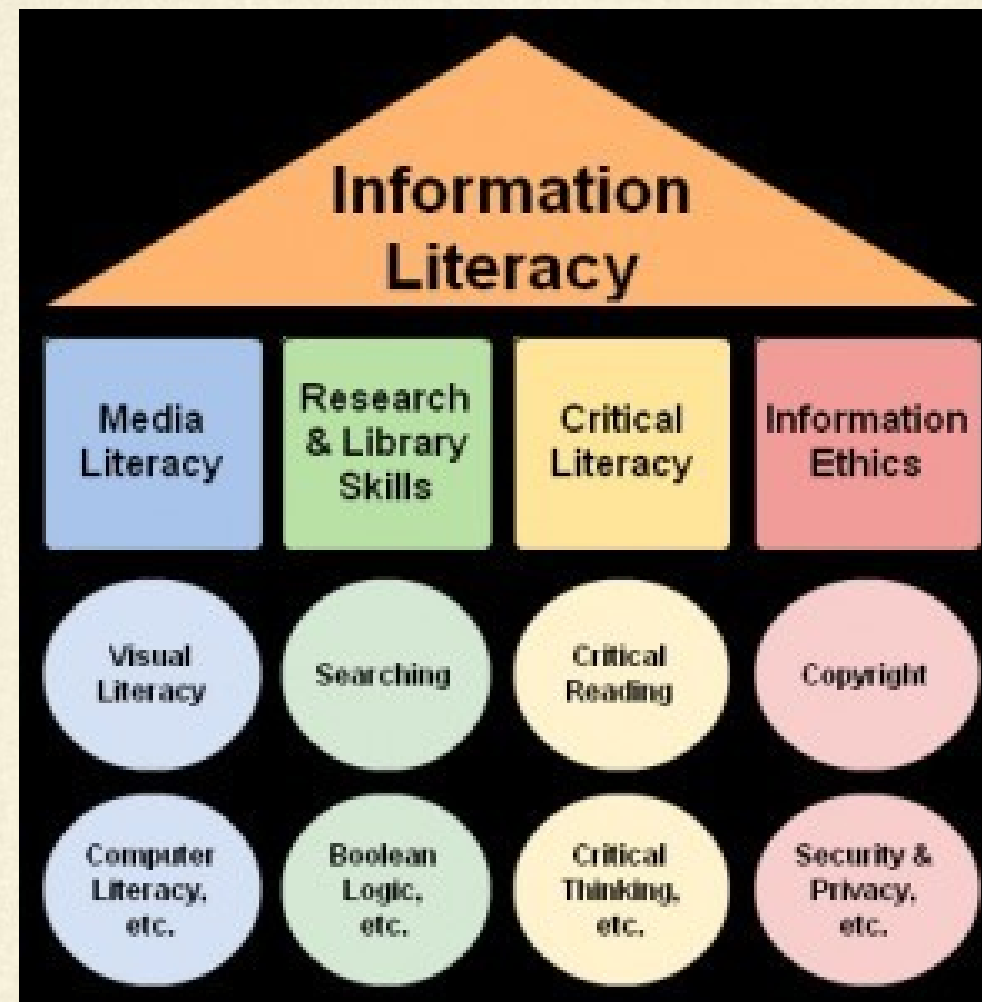 Information
Literacy
Media
Literacy
Research
& Library
Skills
Critical
Literacy
Information
Ethics
Visual
Literacy
Searching
Critical
Reading
Copyright
Computer
Literacy,
etc.
Boolean
Logic,
etc.
Critical
Thinking,
etc.
Security &
Privacy,
etc.